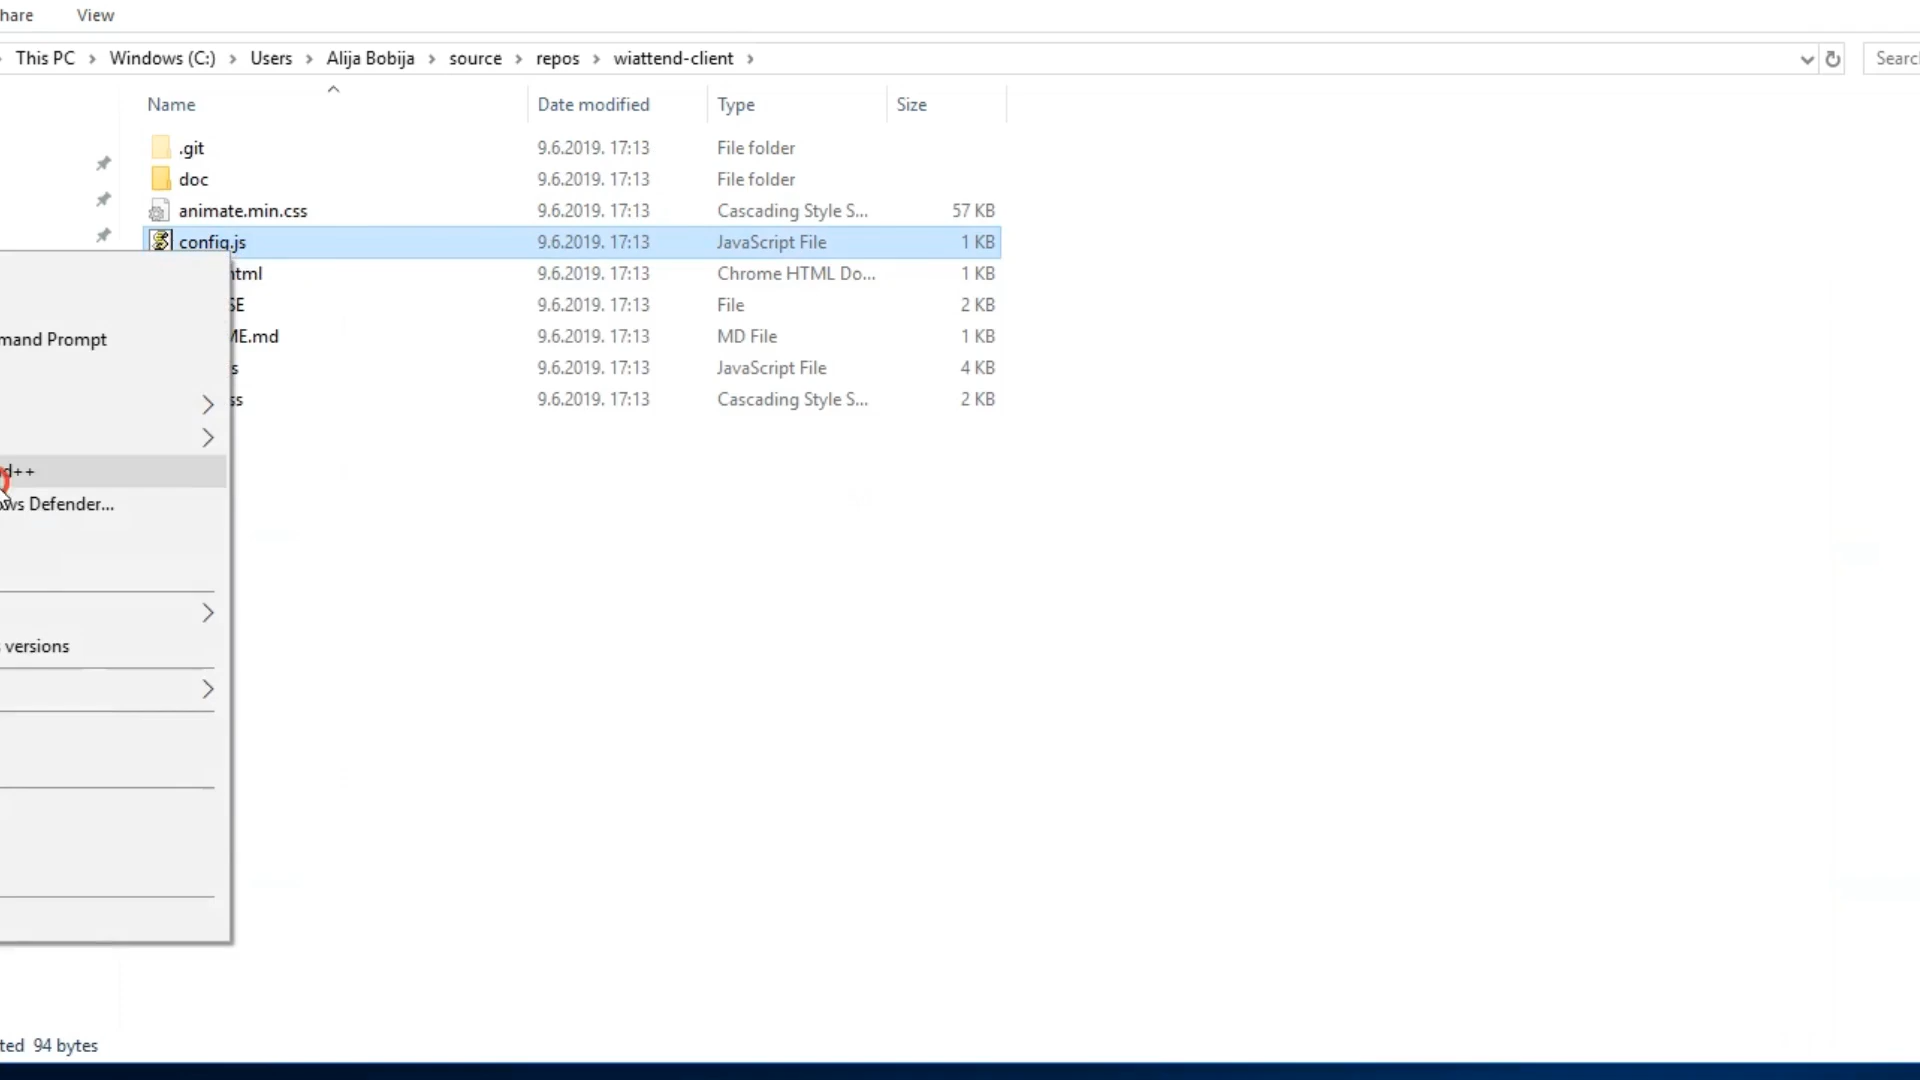 hare View
This PC Windows (C:) Users Alija Bobija source repos wiattend-client
Searc
Name Date modified Type Size
.git 9.6.2019. 17:13 File folder
doc 9.6.2019. 17:13 File folder
animate.min.css 9.6.2019. 17:13 Cascading Style S... 57 KB
config.js 9.6.2019. 17:13 JavaScript File 1 KB
html 9.6.2019. 17:13 Chrome HTML Do... 1 KB
SE 9.6.2019. 17:13 File 2 KB
ME.md 9.6.2019. 17:13 MD File 1 KB
s 9.6.2019. 17:13 JavaScript File 4 KB
ss 9.6.2019. 17:13 Cascading Style S... 2 KB
mand Prompt
d++
ws Defender...
versions
ted 94 bytes